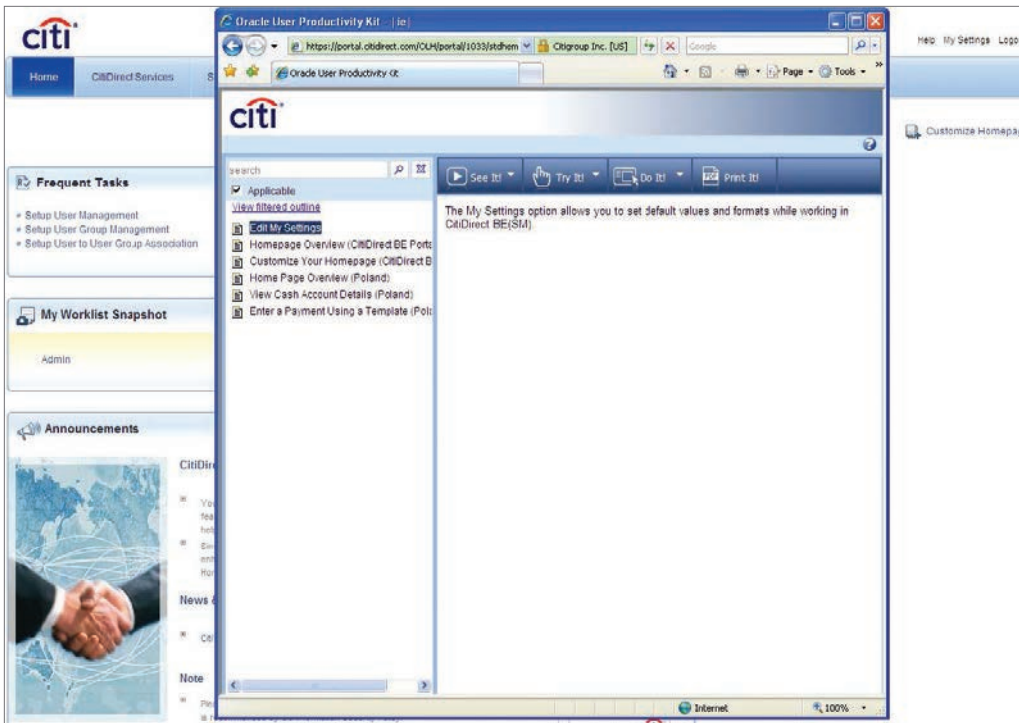 citi
Help My Settings
Home CitiDirect Services
Customize
Frequent Tasks
Setup User Management
Setup User Group Management
Setup User to User Group Association
My Worklist Snapshot
Admin
Announcements
News &
Note
Oracle User Productivity Kit - |ie|
https://portal.citidirect.com/CLH/portal/1033/stdhem Citigroup Inc. [US] Google
Oracle User Productivity Kit Page Tools
citi
search
Applicable
View filtered outline
Edit My Settings
Homepage Overview (CitiDirect BE Porta
Customize Your Homepage (CitiDirect B
Home Page Overview (Poland)
View Cash Account Details (Poland)
Enter a Payment Using a Template (Pola
See It! Try It! Do It! Print It!
The My Settings option allows you to set default values and formats while working in
CitiDirect BE(SM)
Internet 100%